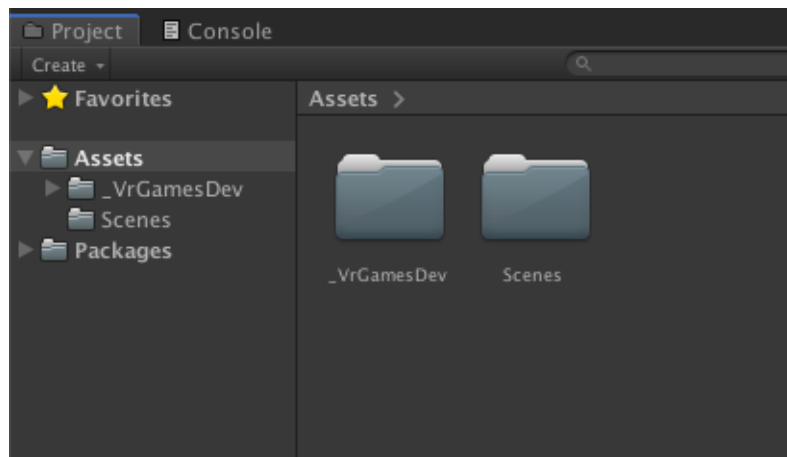 Project Console
Create
Favorites
Assets
_VrGamesDev
Scenes
Packages
Assets >
_VrGamesDev Scenes